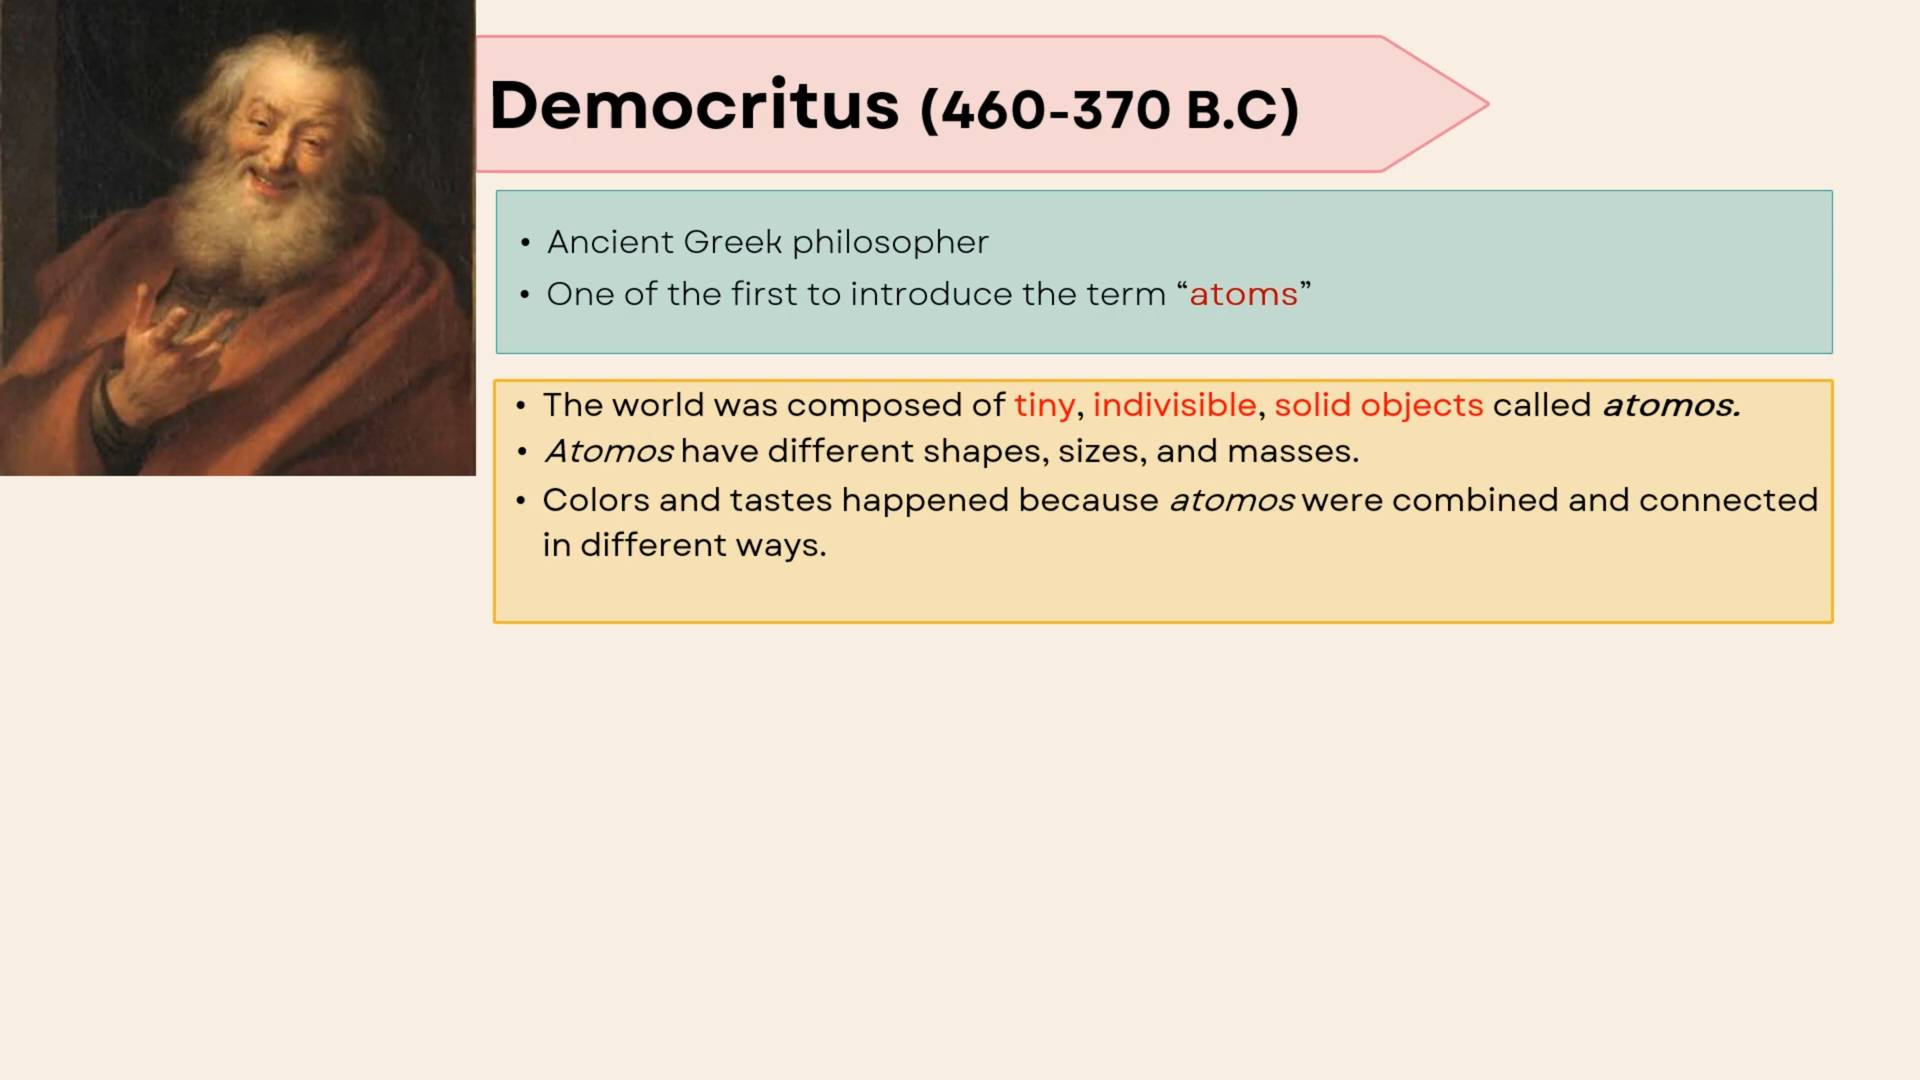 Democritus (460-370 B.C)
• Ancient Greek philosopher
• One of the first to introduce the term “atoms”
• The world was composed of tiny, indivisible, solid objects called atomos.
• Atomos have different shapes, sizes, and masses.
• Colors and tastes happened because atomos were combined and connected
in different ways.